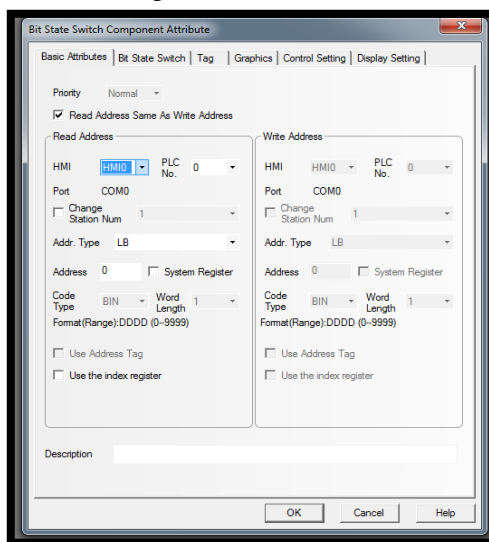 Bit State Switch Component Attribute
Basic Attributes Bit State Switch Tag Graphics Control Setting Display Setting
Priority Normal
Read Address Same As Write Address
Read Address
HMI HMI0 PLC No. 0
Port COM0
Change Station Num 1
Addr. Type LB
Address 0 System Register
Code Type BIN Word Length 1
Format(Range):DDDD (0--9999)
Use Address Tag
Use the index register
Write Address
HMI HMI0 PLC No. 0
Port COM0
Change Station Num 1
Addr. Type LB
Address 0 System Register
Code Type BIN Word Length 1
Format(Range):DDDD (0--9999)
Use Address Tag
Use the index register
Description
OK Cancel Help